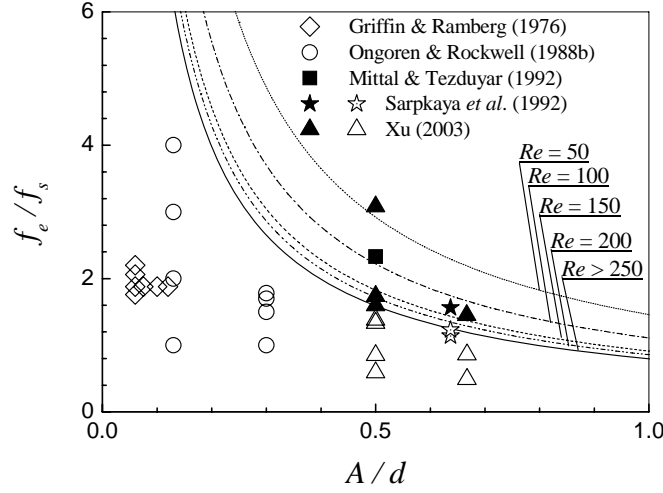 6
4
2
0
f_e / f_s
Griffin & Ramberg (1976)
Ongoren & Rockwell (1988b)
Mittal & Tezduyar (1992)
Sarpkaya et al. (1992)
Xu (2003)
Re = 50
Re = 100
Re = 150
Re = 200
Re > 250
0.0
0.5
1.0
A / d